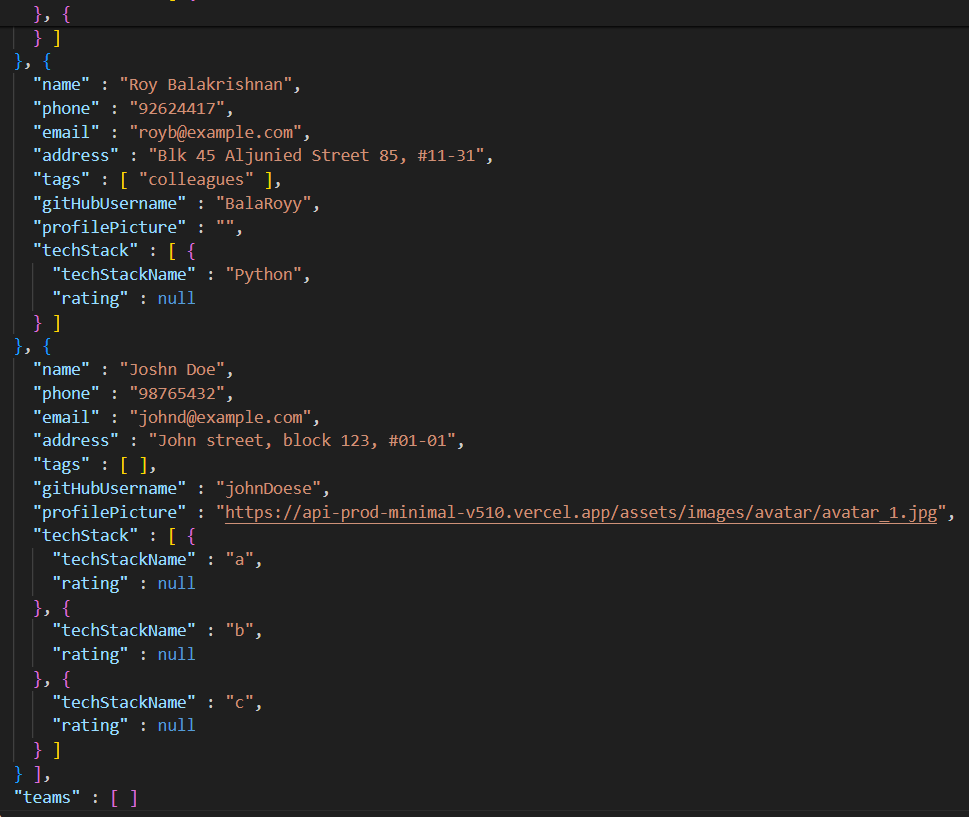 }, {
} ]
}, {
"name" : "Roy Balakrishnan",
"phone" : "92624417",
"email" : "royb@example.com",
"address" : "Blk 45 Aljunied Street 85, #11-31",
"tags" : [ "colleagues" ],
"gitHubUsername" : "BalaRoyy",
"profilePicture" : "",
"techStack" : [ {
"techStackName" : "Python",
"rating" : null
} ]
}, {
"name" : "Joshn Doe",
"phone" : "98765432",
"email" : "johnd@example.com",
"address" : "John street, block 123, #01-01",
"tags" : [ ],
"gitHubUsername" : "johnDoese",
"profilePicture" : "https://api-prod-minimal-v510.vercel.app/assets/images/avatar/avatar_1.jpg",
"techStack" : [ {
"techStackName" : "a",
"rating" : null
}, {
"techStackName" : "b",
"rating" : null
}, {
"techStackName" : "c",
"rating" : null
} ]
} ],
"teams" : [ ]